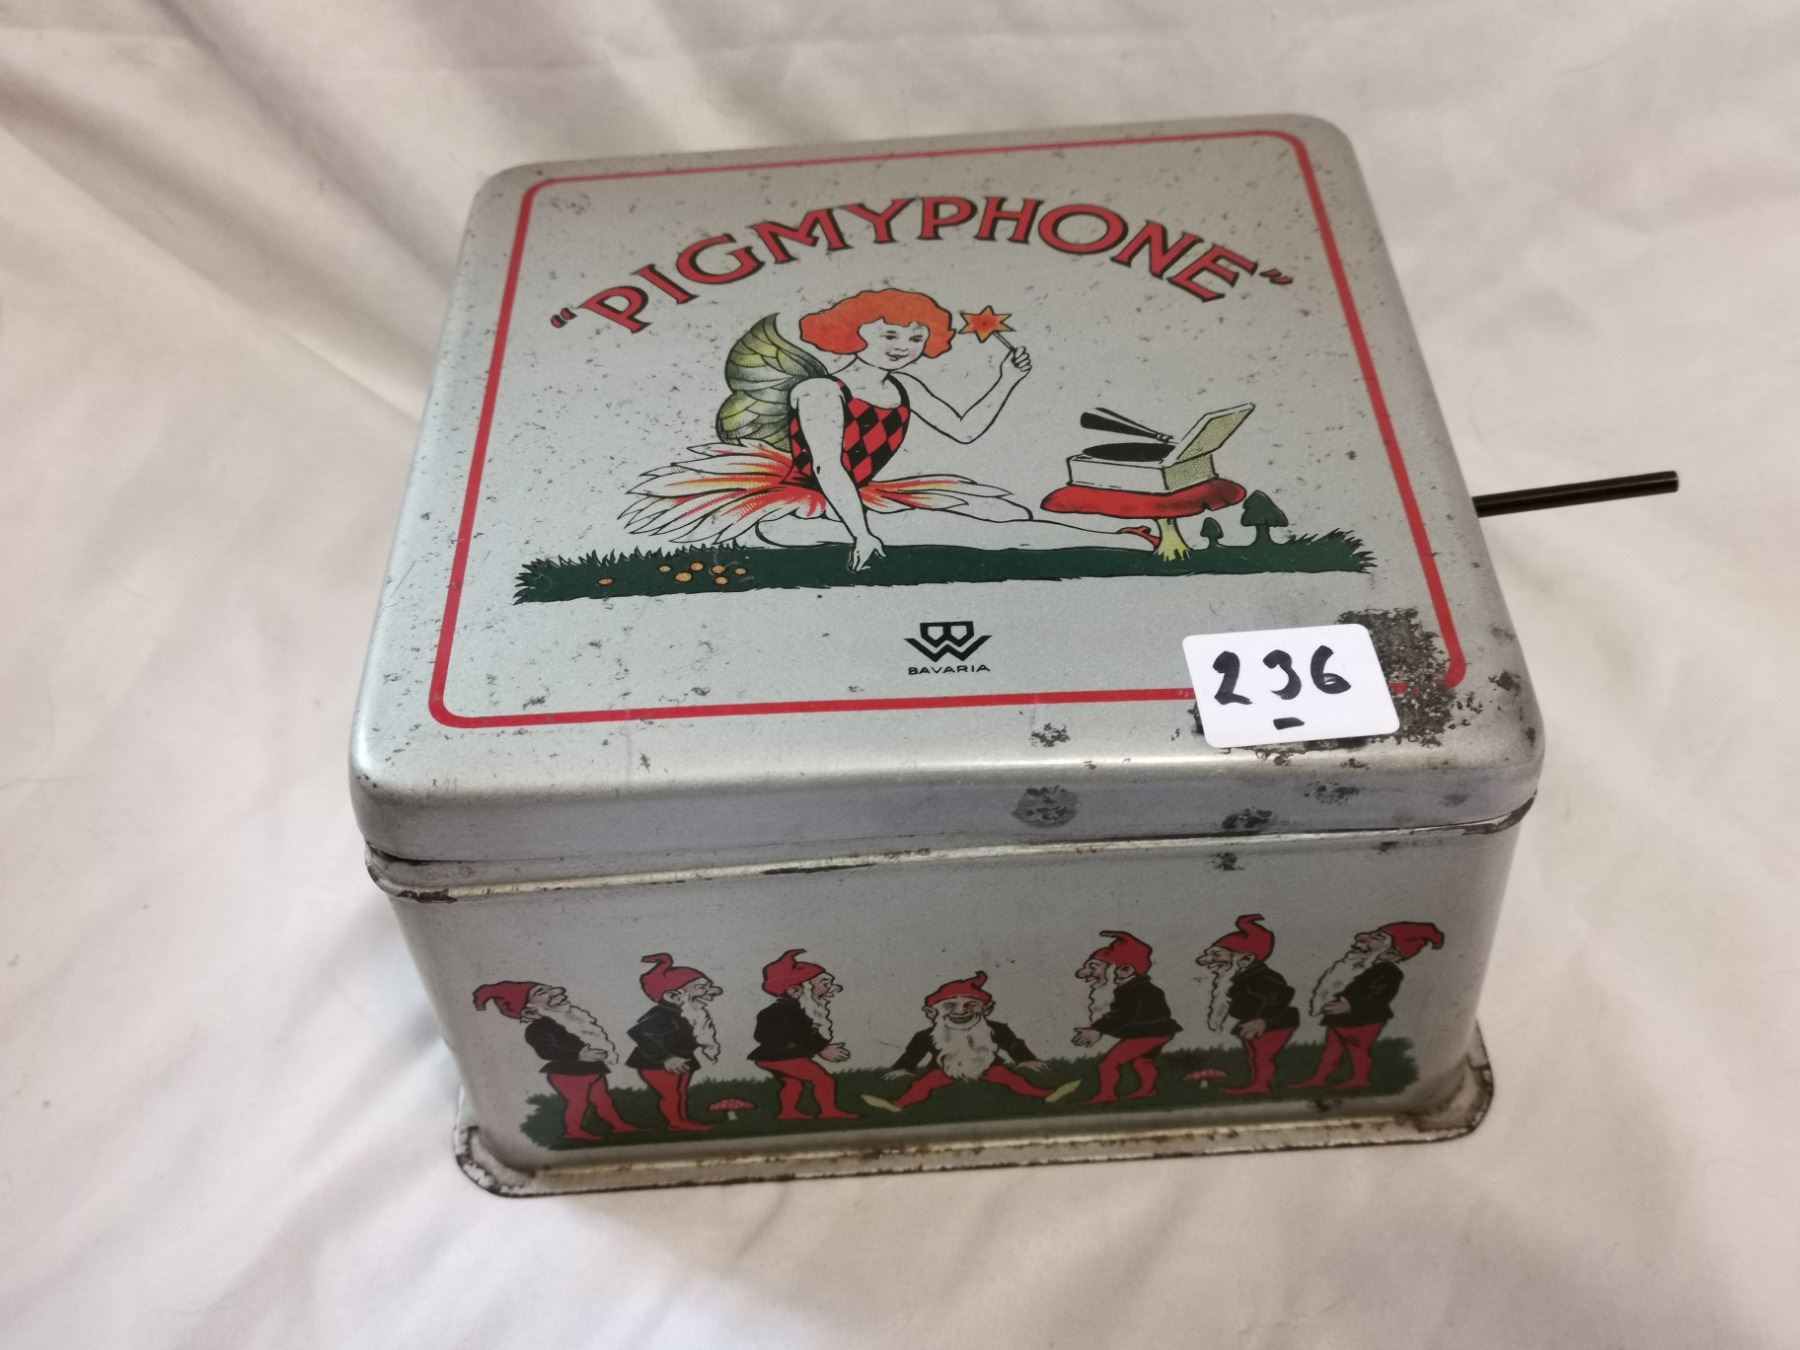 "PIGMYPHONE"
BW
BAVARIA
236